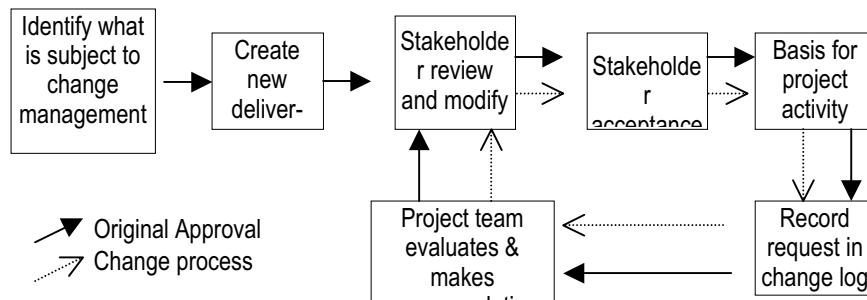 Identify what
is subject to
change
management
Create
new
deliver-
Stakeholde
r review
and modify
Stakeholde
r
acceptance
Basis for
project
activity
Original Approval
Change process
Project team
evaluates &
makes
Record
request in
change log